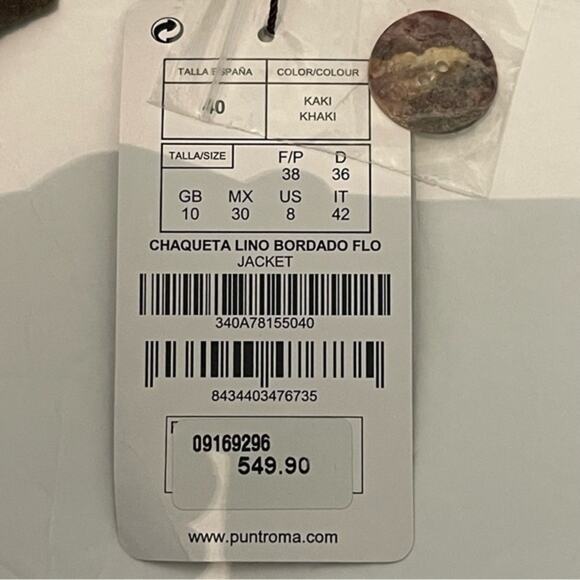 TALLA ESPAÑA COLOR/COLOUR
40 KAKI
KHAKI
TALLA/SIZE F/P D
38 36
GB MX US IT
10 30 8 42
CHAQUETA LINO BORDADO FLO
JACKET
340A78155040
8434403476735
09169296
549.90
www.puntroma.com